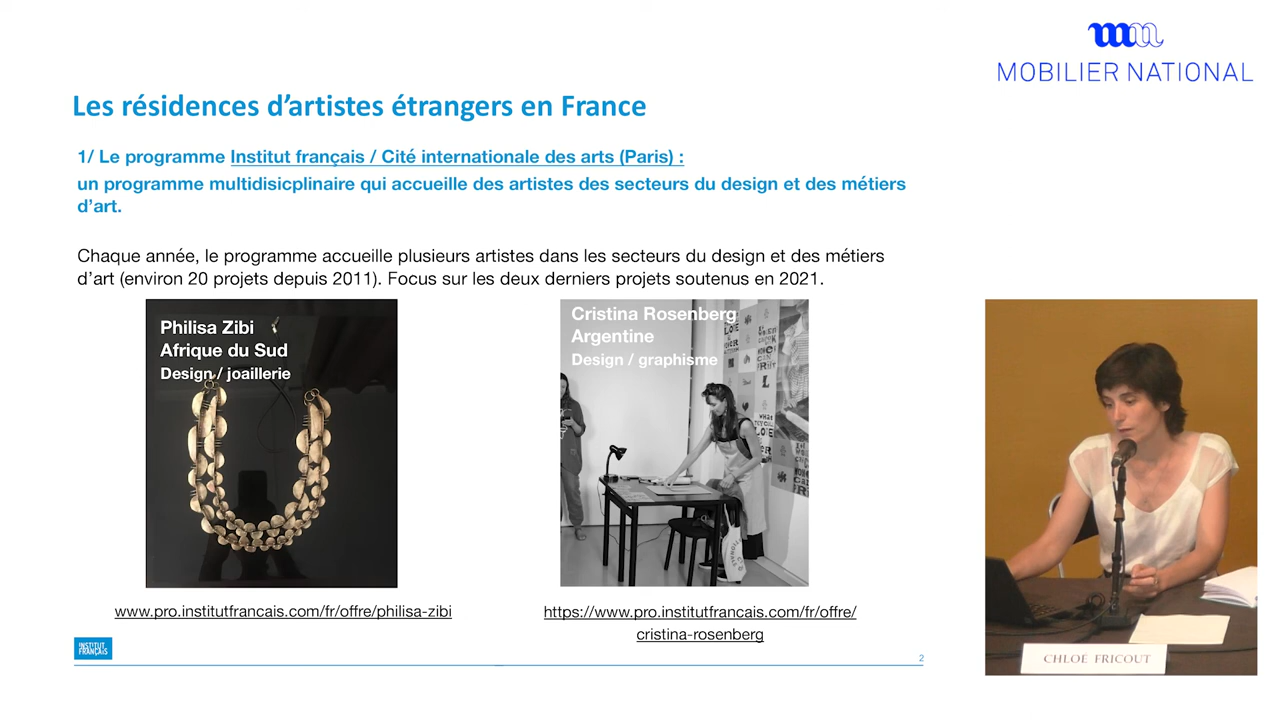 MOBILIER NATIONAL
Les résidences d’artistes étrangers en France
1/ Le programme Institut français / Cité internationale des arts (Paris) :
un programme multidisicplinaire qui accueille des artistes des secteurs du design et des métiers
d’art.
Chaque année, le programme accueille plusieurs artistes dans les secteurs du design et des métiers
d’art (environ 20 projets depuis 2011). Focus sur les deux derniers projets soutenus en 2021.
Philisa Zibi
Afrique du Sud
Design / joaillerie
Cristina Rosenberg
Argentine
Design / graphisme
www.pro.institutfrancais.com/fr/offre/philisa-zibi
https://www.pro.institutfrancais.com/fr/offre/
cristina-rosenberg
INSTITUT
FRANÇAIS
2
CHLOE FRICOUT